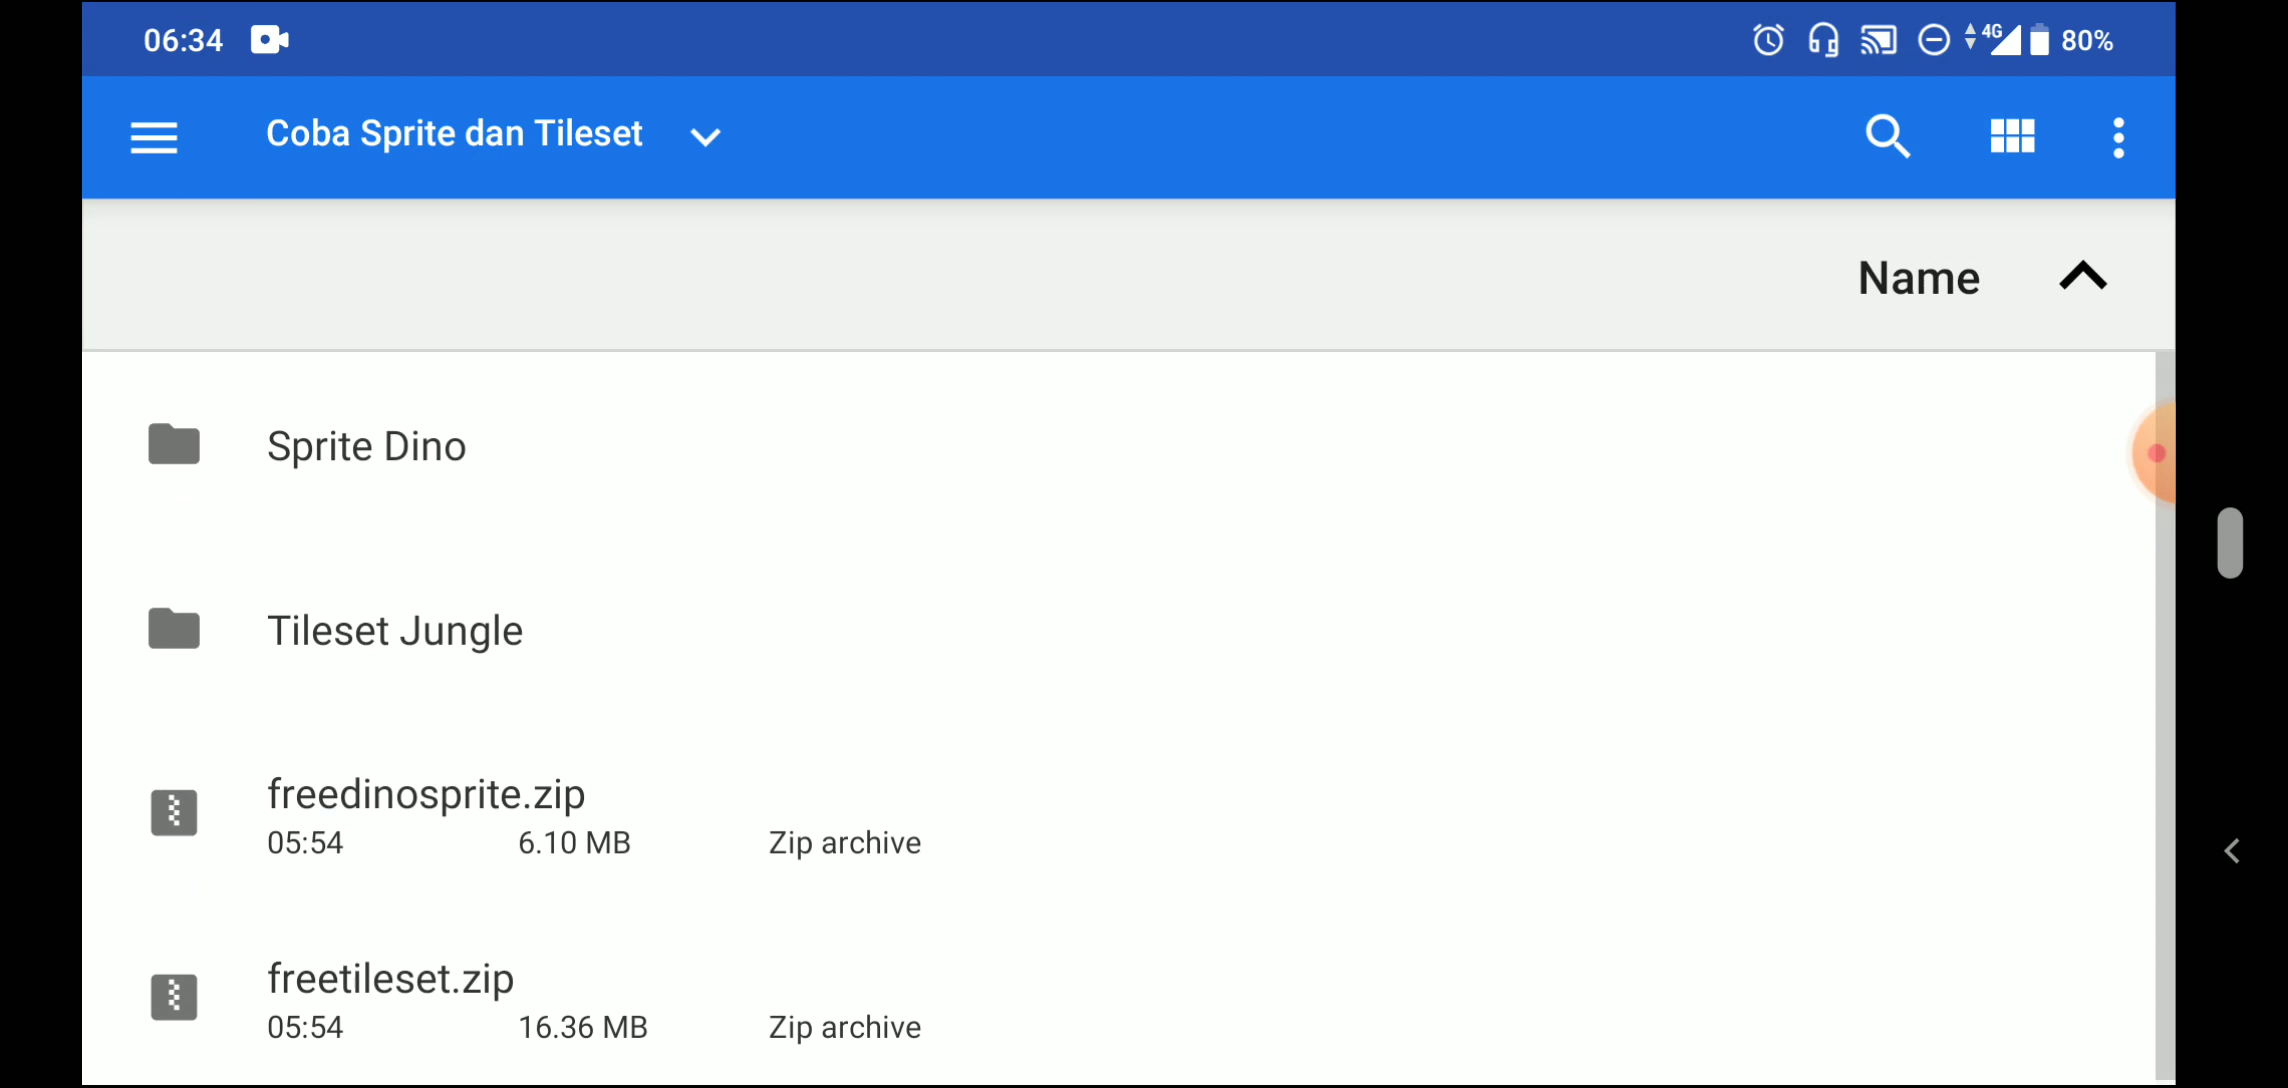 06:34 4G 80%
Coba Sprite dan Tileset
Name
Sprite Dino
Tileset Jungle
freedinosprite.zip
05:54 6.10 MB Zip archive
freetileset.zip
05:54 16.36 MB Zip archive